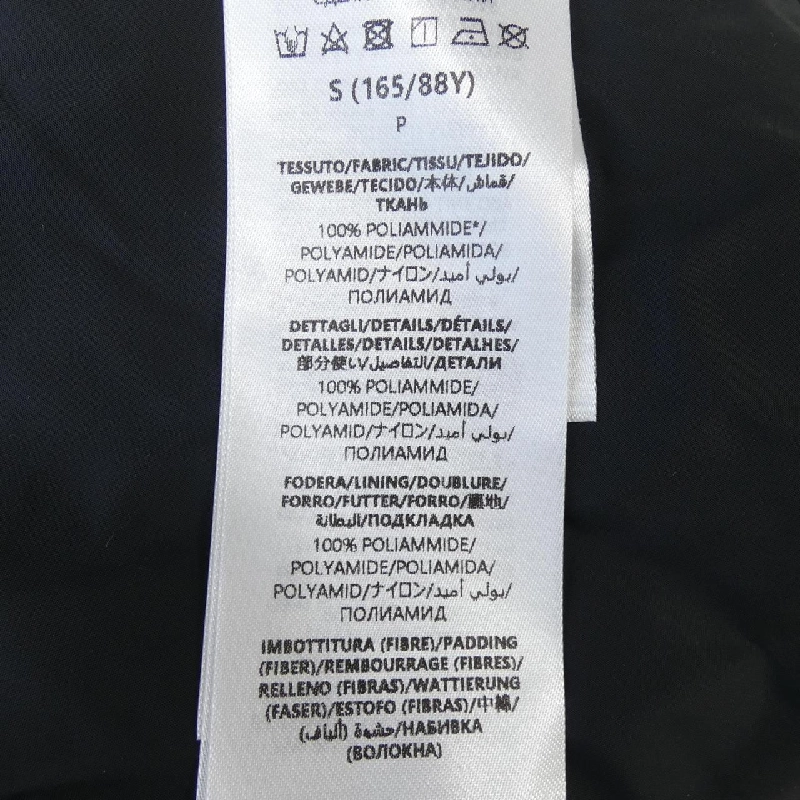 S (165/88Y)
P
TESSUTO/FABRIC/TISSU/TEJIDO/
GEWEBE/TECIDO/本体/قماش/
ТКАНЬ
100% POLIAMMIDE*/
POLYAMIDE/POLIAMIDA/
POLYAMID/ナイロン/بولي أميد/
ПОЛИАМИД
DETTAGLI/DETAILS/DÉTAILS/
DETALLES/DETAILS/DETALHES/
部分使い/التفاصيل/ДЕТАЛИ
100% POLIAMMIDE/
POLYAMIDE/POLIAMIDA/
POLYAMID/ナイロン/بولي أميد/
ПОЛИАМИД
FODERA/LINING/DOUBLURE/
FORRO/FUTTER/FORRO/裏地/
البطانة/ПОДКЛАДКА
100% POLIAMMIDE/
POLYAMIDE/POLIAMIDA/
POLYAMID/ナイロン/بولي أميد/
ПОЛИАМИД
IMBOTTITURA (FIBRE)/PADDING
(FIBER)/REMBOURRAGE (FIBRES)/
RELLENO (FIBRAS)/WATTIERUNG
(FASER)/ESTOFO (FIBRAS)/中綿/
حشوة (ألياف)/НАБИВКА
(ВОЛОКНА)